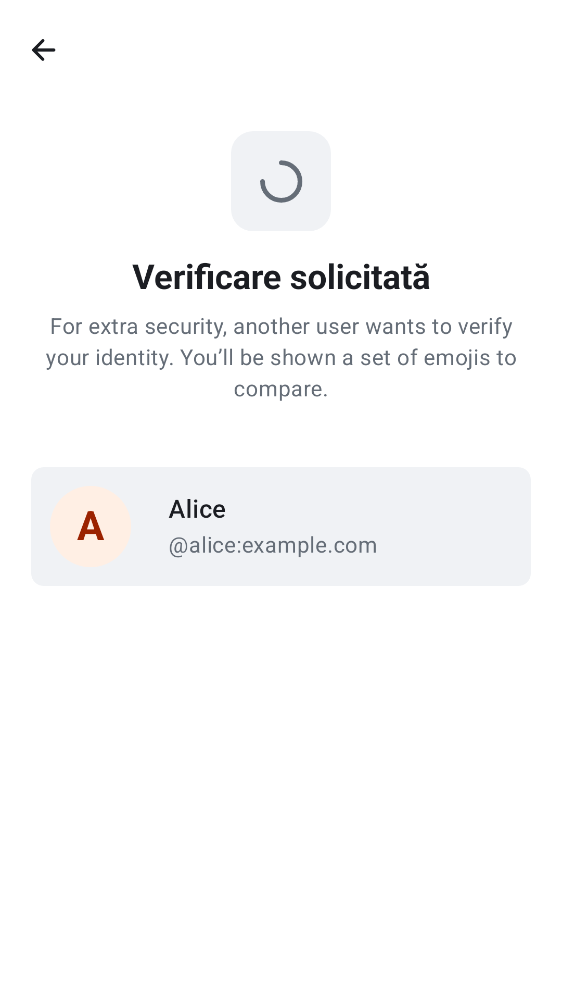 Verificare solicitată
For extra security, another user wants to verify
your identity. You’ll be shown a set of emojis to
compare.
A
Alice
@alice:example.com